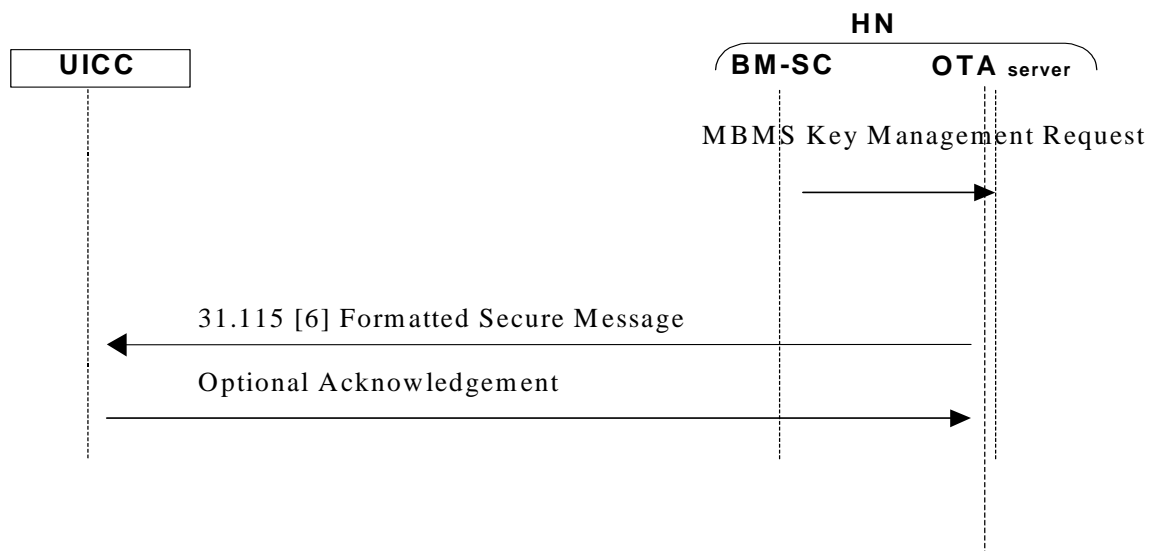 HN
UICC
BM-SC
OTA server
MBMS Key Management Request
31.115 [6] Formatted Secure Message
Optional Acknowledgement